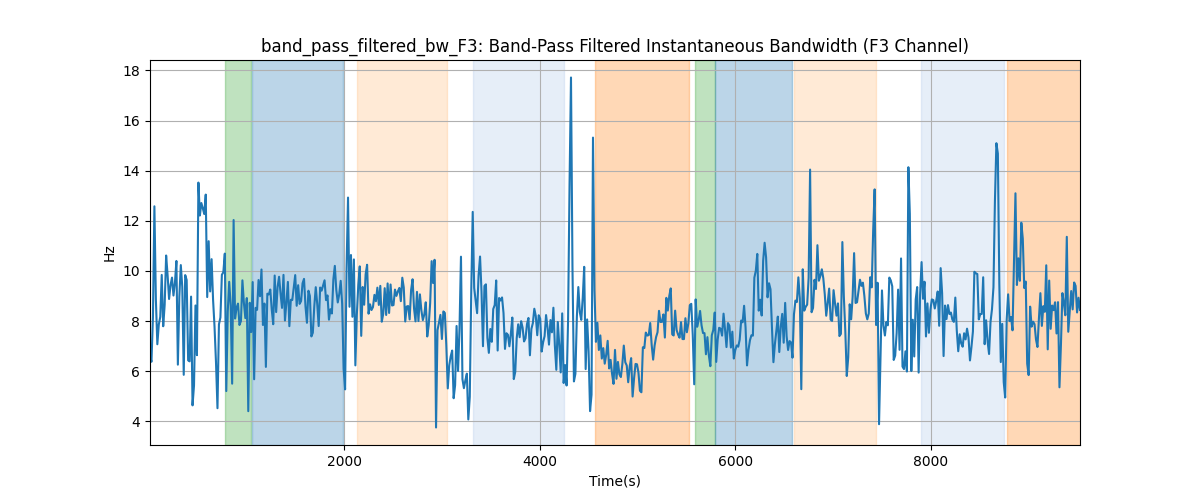 band_pass_filtered_bw_F3: Band-Pass Filtered Instantaneous Bandwidth (F3 Channel)
18
16
14
12
10
8
6
4
Hz
2000 4000 6000 8000
Time(s)